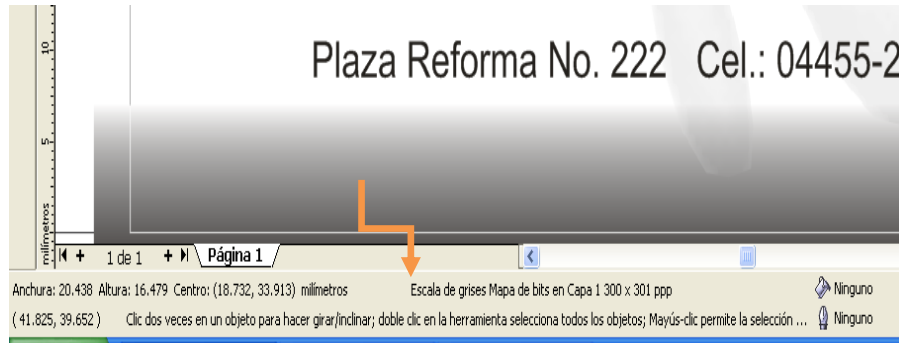 10
Plaza Reforma No. 222 Cel.: 04455-2
5
milímetros
1 de 1 Página 1
Anchura: 20.438 Altura: 16.479 Centro: (18.732, 33.913) milímetros Escala de grises Mapa de bits en Capa 1 300 x 301 ppp Ninguno
( 41.825, 39.652 ) Clic dos veces en un objeto para hacer girar/inclinar; doble clic en la herramienta selecciona todos los objetos; Mayús-clic permite la selección ... Ninguno